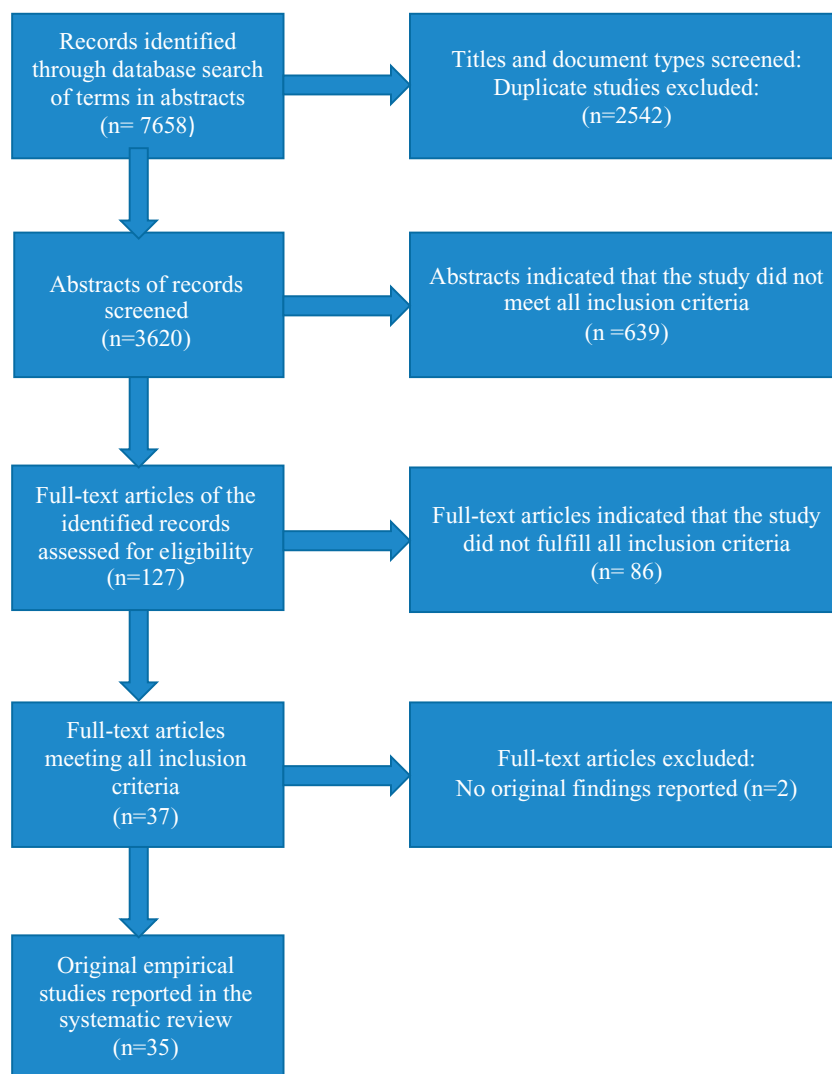 Records identified
through database search
of terms in abstracts
(n= 7658)
Titles and document types screened:
Duplicate studies excluded:
(n=2542)
Abstracts of records
screened
(n=3620)
Abstracts indicated that the study did not
meet all inclusion criteria
(n =639)
Full-text articles of the
identified records
assessed for eligibility
(n=127)
Full-text articles indicated that the study
did not fulfill all inclusion criteria
(n= 86)
Full-text articles
meeting all inclusion
criteria
(n=37)
Full-text articles excluded:
No original findings reported (n=2)
Original empirical
studies reported in the
systematic review
(n=35)